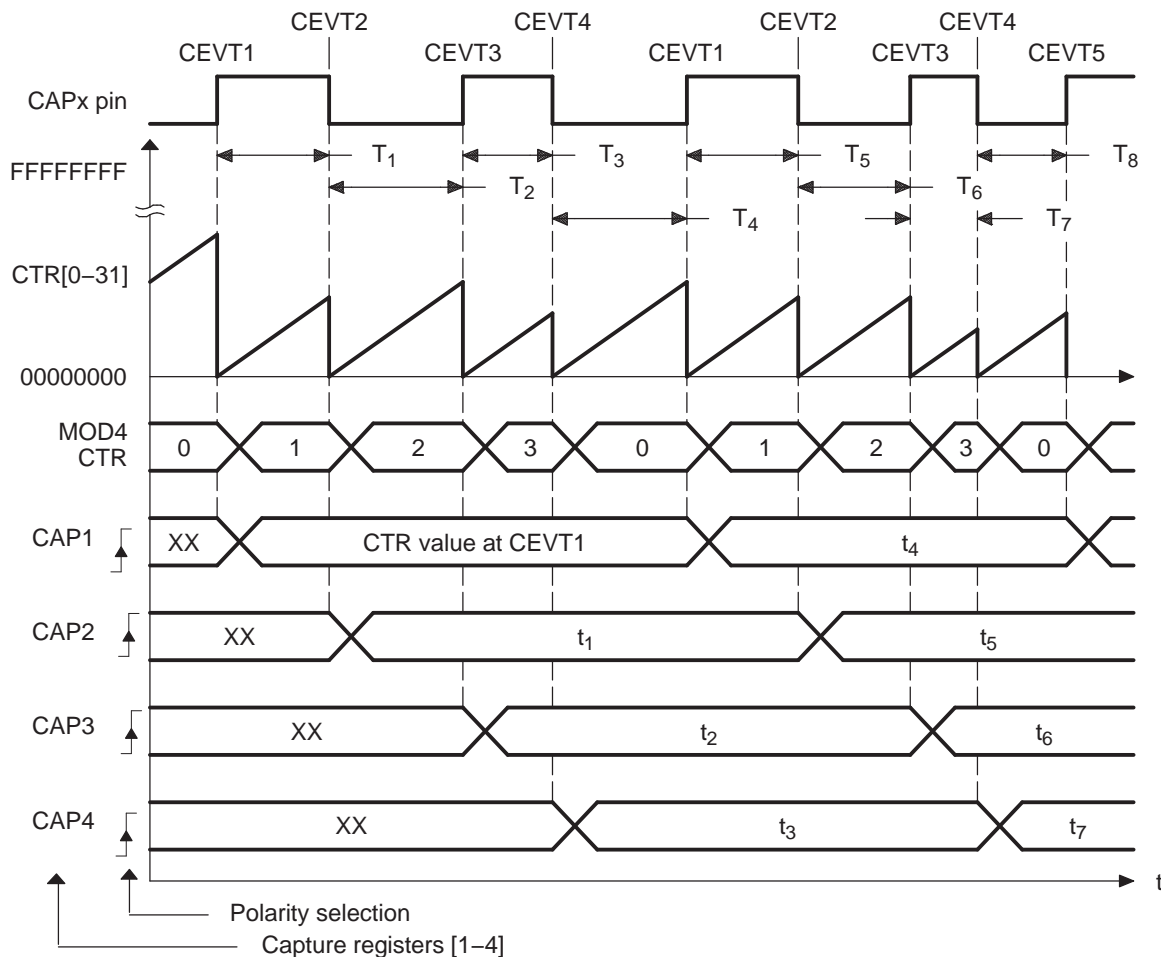 CEVT2 CEVT4 CEVT2 CEVT4
CEVT1 CEVT3 CEVT1 CEVT3 CEVT5
CAPx pin
T1 T3 T5 T8
FFFFFFFF
T2 T6
T4 T7
CTR[0−31]
00000000
MOD4
CTR
0 1 2 3 0 1 2 3 0
CAP1 XX CTR value at CEVT1 t4
CAP2 XX t1 t5
CAP3 XX t2 t6
CAP4 XX t3 t7
t
Polarity selection
Capture registers [1−4]